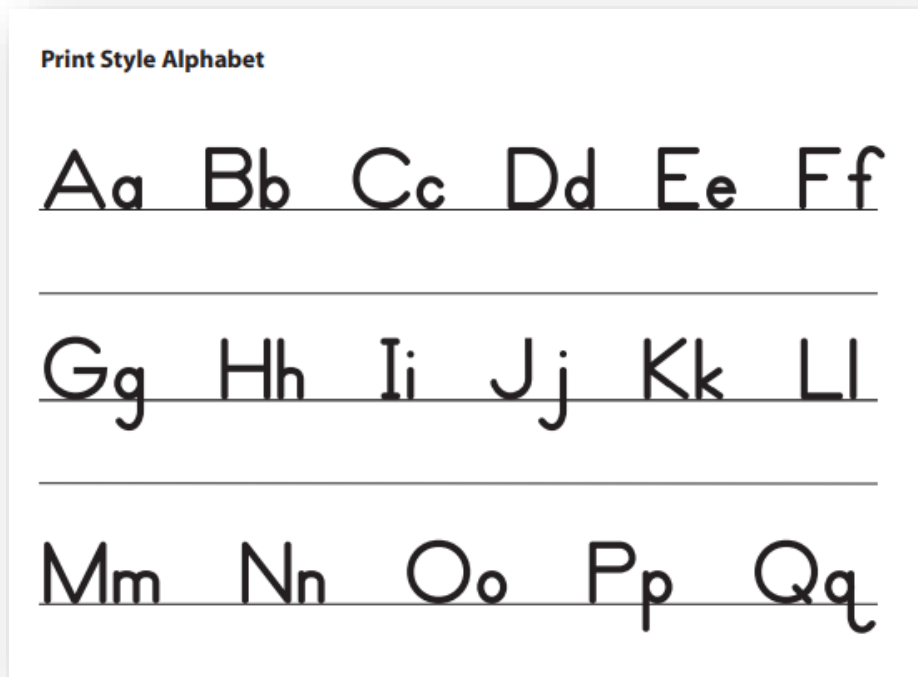 Print Style Alphabet
Aa Bb Cc Dd Ee Ff
Gg Hh Ii Jj Kk Ll
Mm Nn Oo Pp Qq